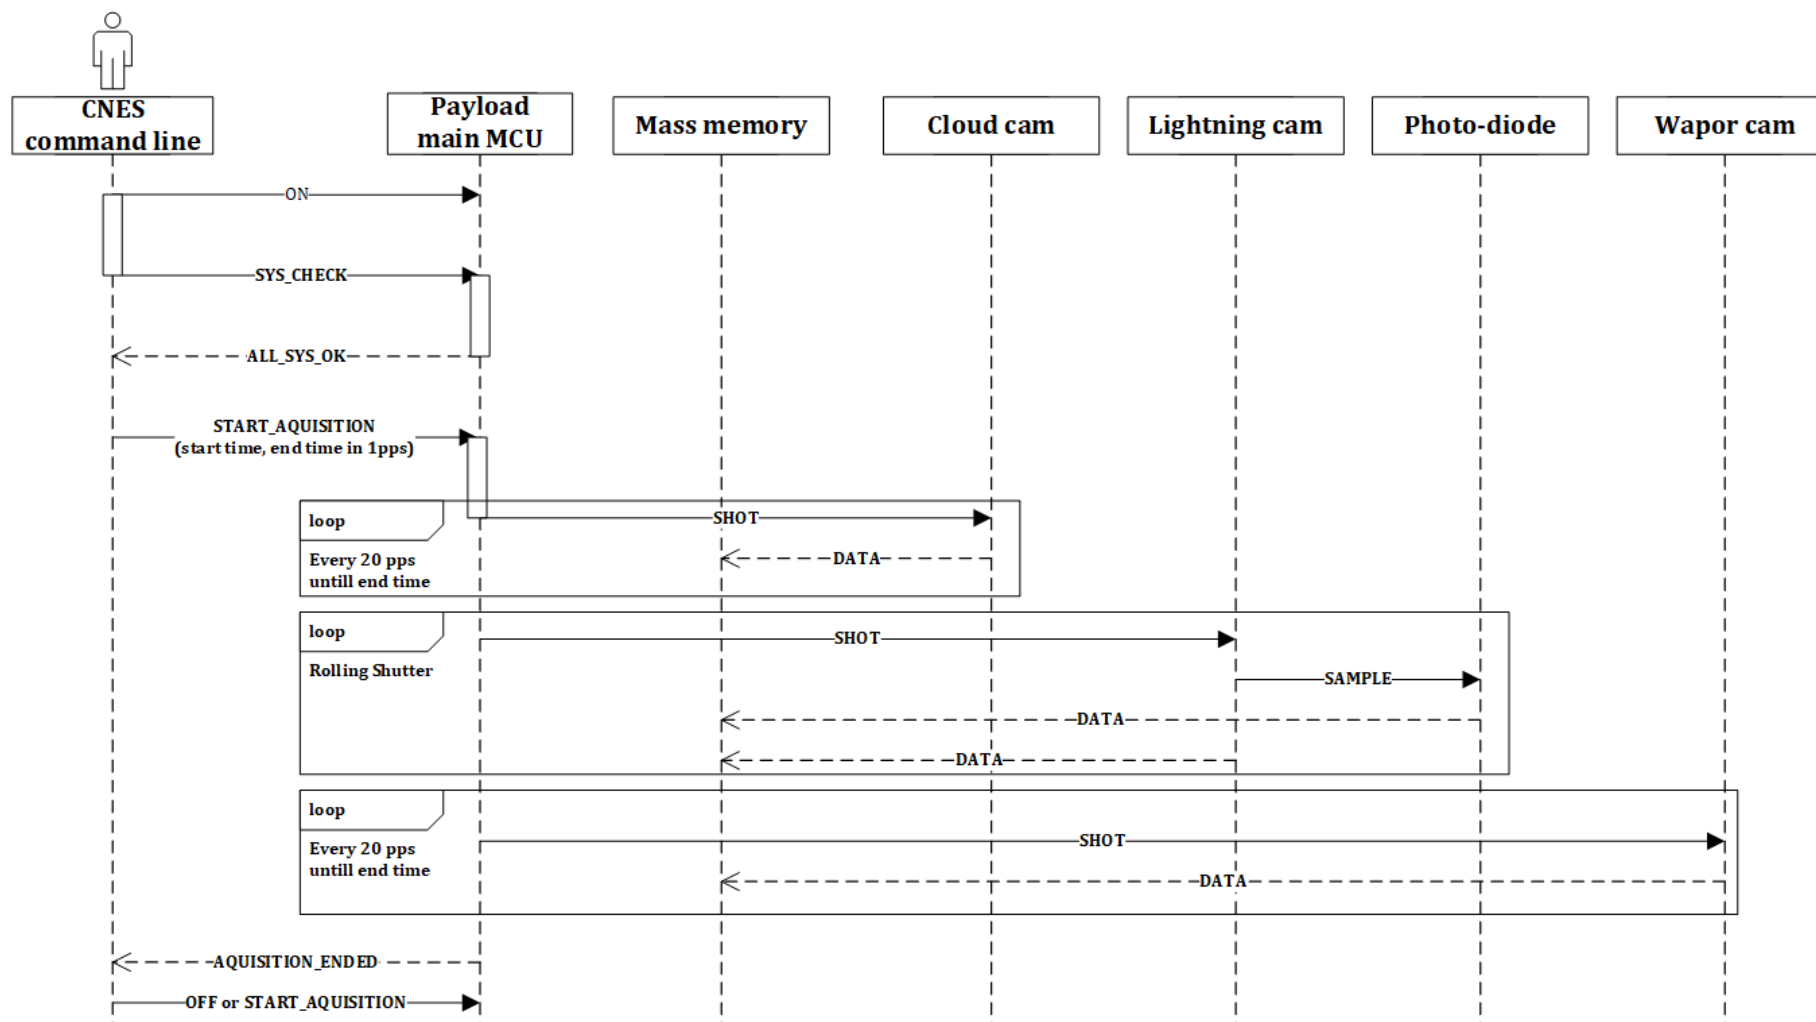 CNES
command line
Payload
main MCU
Mass memory
Cloud cam
Lightning cam
Photo-diode
Wapor cam
ON
SYS_CHECK
ALL_SYS_OK
START_AQUISITION
(start time, end time in 1pps)
loop
SHOT
Every 20 pps
untill end time
DATA
loop
SHOT
Rolling Shutter
SAMPLE
DATA
DATA
loop
SHOT
Every 20 pps
untill end time
DATA
AQUISITION_ENDED
OFF or START_AQUISITION